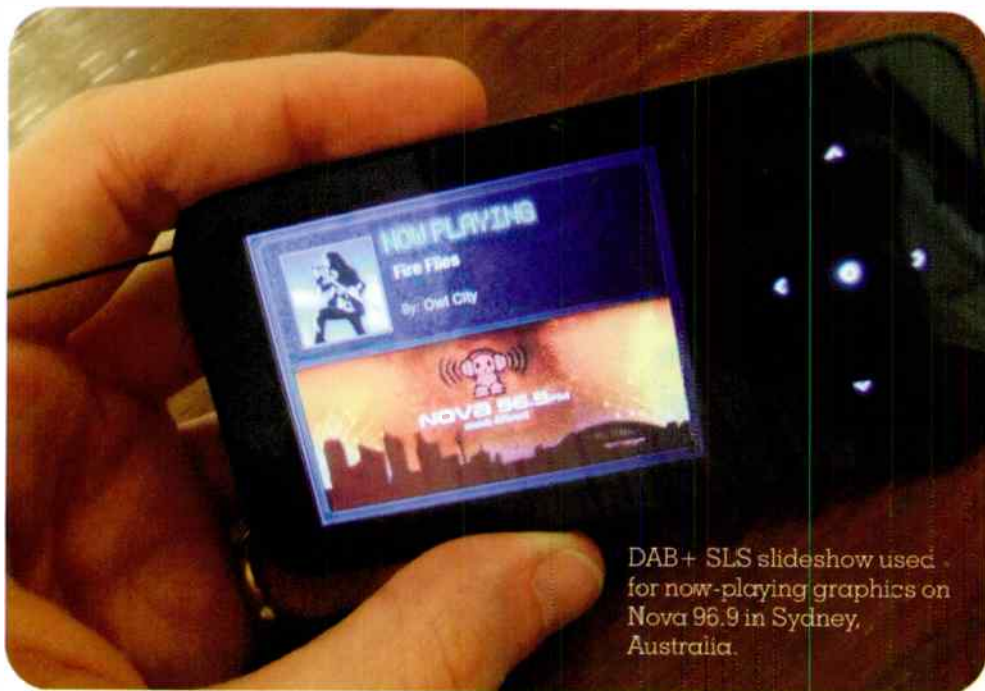 NOW PLAYING
Fire Flies
By: Owl City
NOVA 96.9FM
DAB+ SLS slideshow used
for now-playing graphics on
Nova 96.9 in Sydney,
Australia.